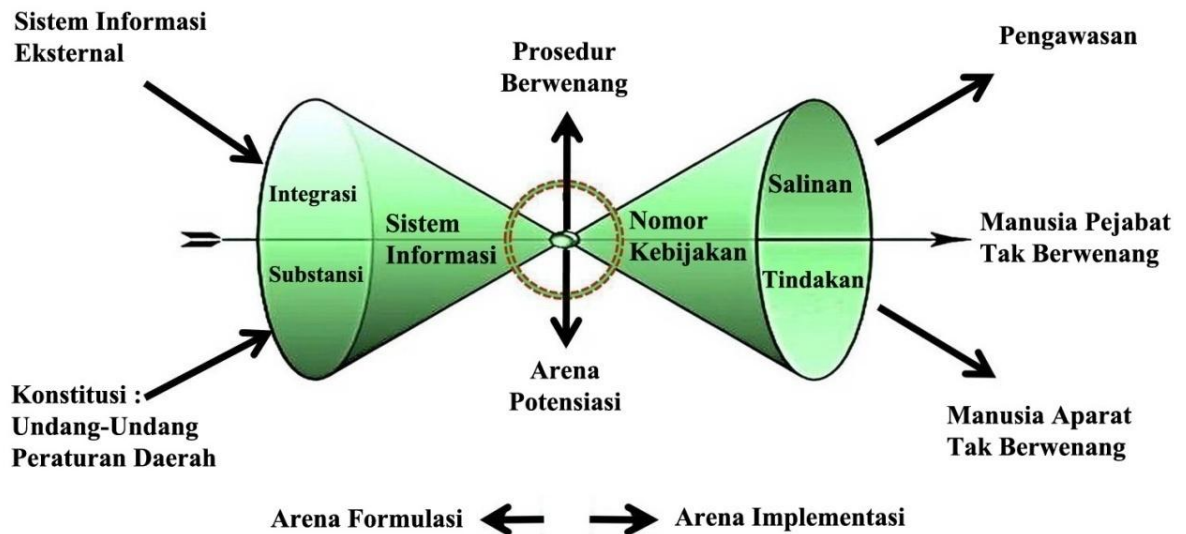 Sistem Informasi
Eksternal
Prosedur
Berwenang
Pengawasan
Integrasi
Substansi
Sistem
Informasi
Nomor
Kebijakan
Salinan
Tindakan
Manusia Pejabat
Tak Berwenang
Arena
Potensiasi
Konstitusi :
Undang-Undang
Peraturan Daerah
Manusia Aparat
Tak Berwenang
Arena Formulasi
Arena Implementasi